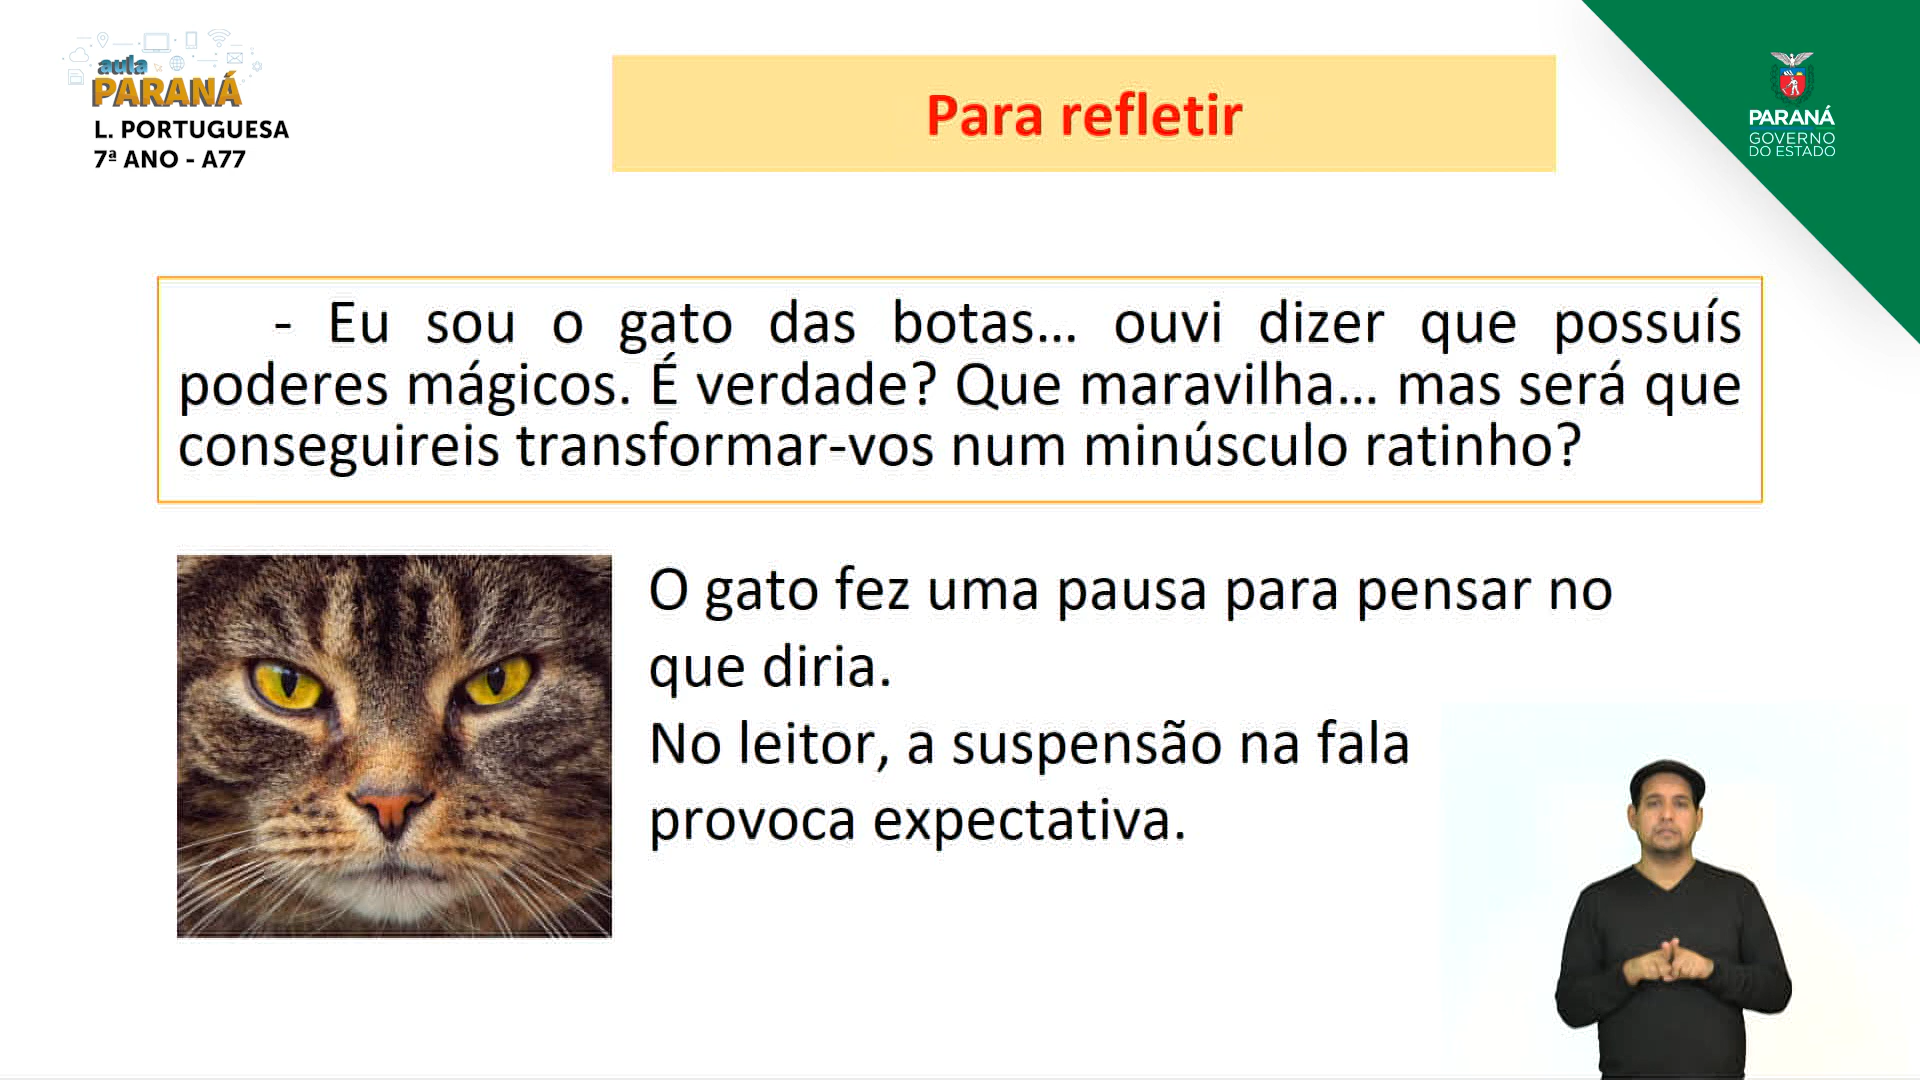 aula
PARANÁ
L. PORTUGUESA
7ª ANO - A77
Para refletir
PARANÁ
GOVERNO
DO ESTADO
- Eu sou o gato das botas... ouvi dizer que possuís
poderes mágicos. É verdade? Que maravilha... mas será que
conseguireis transformar-vos num minúsculo ratinho?
O gato fez uma pausa para pensar no
que diria.
No leitor, a suspensão na fala
provoca expectativa.